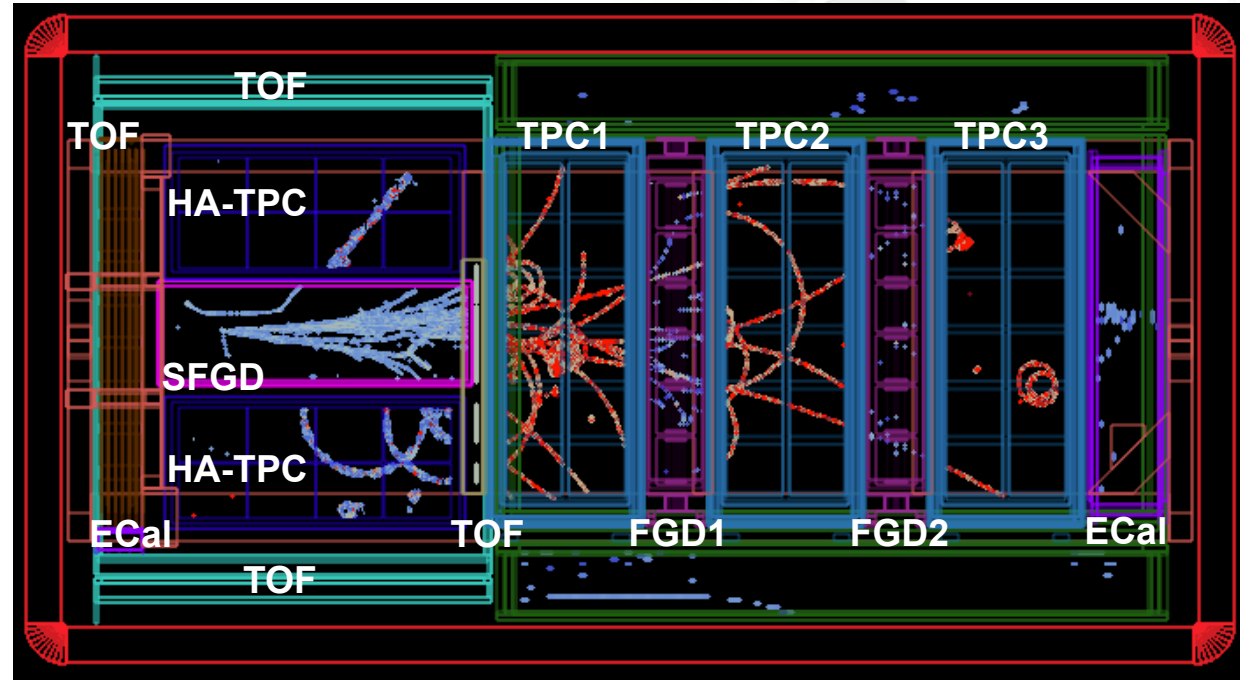 TOF
TOF
TPC1
TPC2
TPC3
HA-TPC
SFGD
HA-TPC
ECal
TOF
FGD1
FGD2
ECal
TOF